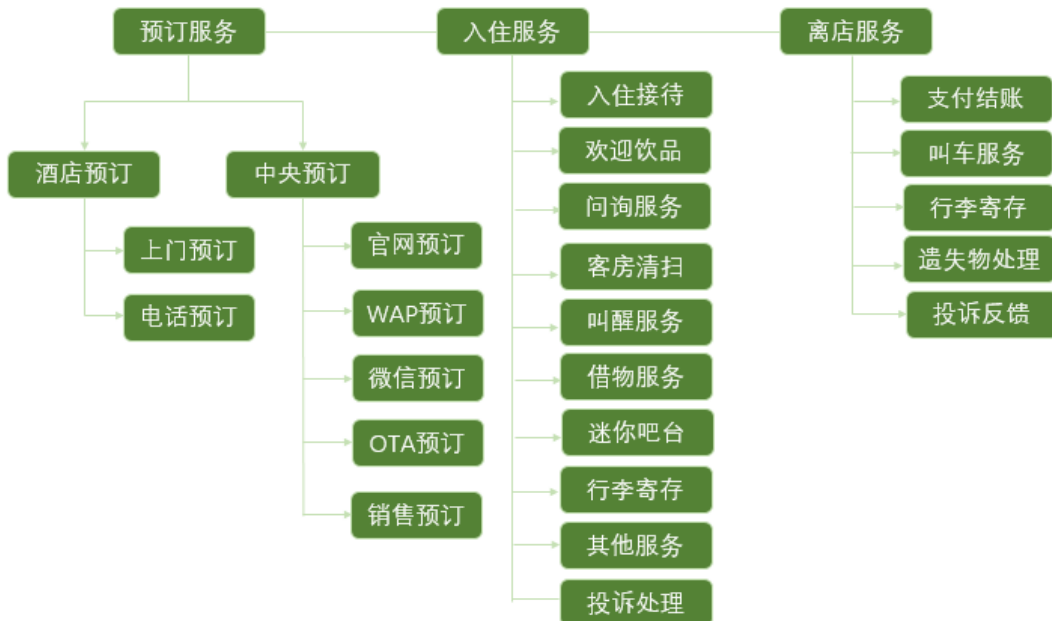 预订服务
入住服务
离店服务
酒店预订
中央预订
上门预订
电话预订
官网预订
WAP预订
微信预订
OTA预订
销售预订
入住接待
欢迎饮品
问询服务
客房清扫
叫醒服务
借物服务
迷你吧台
行李寄存
其他服务
投诉处理
支付结账
叫车服务
行李寄存
遗失物处理
投诉反馈